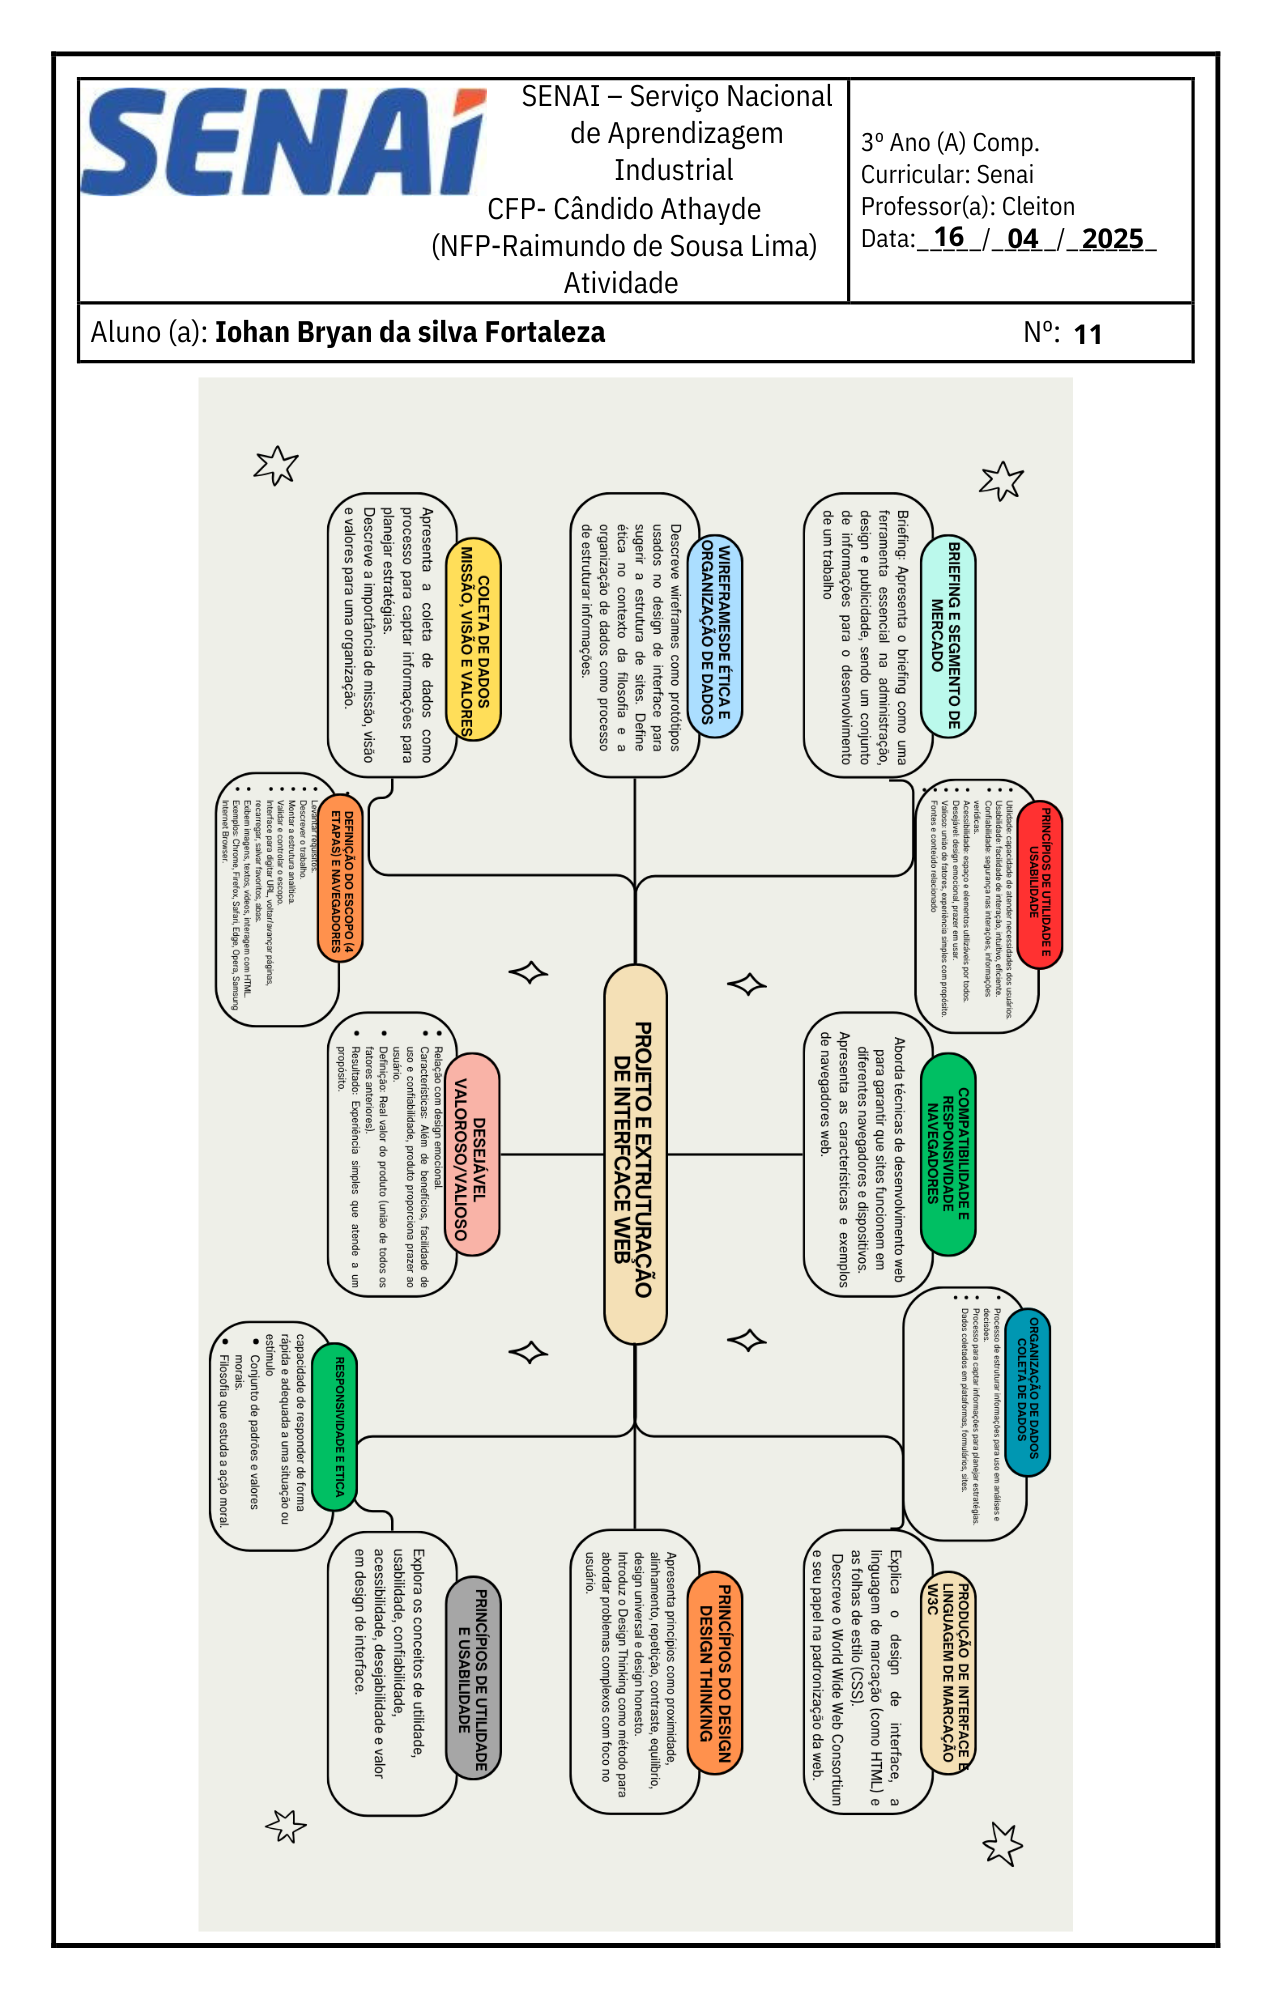 SENAI
SENAI – Serviço Nacional
de Aprendizagem
Industrial
CFP- Cândido Athayde
(NFP-Raimundo de Sousa Lima)
Atividade
3º Ano (A) Comp.
Curricular: Senai
Professor(a): Cleiton
Data:_16_/_04_/_2025_
Aluno (a): Iohan Bryan da silva Fortaleza
Nº: 11
PROJETO E EXTRUTURAÇÃO
DE INTERFCACE WEB
BRIEFING E SEGMENTO DE
MERCADO
Briefing: Apresenta o briefing como uma
ferramenta essencial na administração,
design e publicidade, sendo um conjunto
de informações para o desenvolvimento
de um trabalho
PRINCÍPIOS DE UTILIDADE E
USABILIDADE
• Utilidade: capacidade de atender necessidades dos usuários.
• Usabilidade: facilidade de interação, intuitivo, eficiente.
• Confiabilidade: segurança nas interações, informações
verídicas.
• Acessibilidade: espaço e elementos utilizáveis por todos.
• Desejável: design emocional, prazer em usar.
• Valioso: união de fatores, experiência simples com propósito.
• Fontes e conteúdo relacionado
COMPATIBILIDADE E
RESPONSIVIDADE
NAVEGADORES
Aborda técnicas de desenvolvimento web
para garantir que sites funcionem em
diferentes navegadores e dispositivos.
Apresenta as características e exemplos
de navegadores web.
ORGANIZAÇÃO DE DADOS
COLETA DE DADOS
• Processo de estruturar informações para uso em análises e
decisões.
• Processo para captar informações para planejar estratégias.
• Dados coletados em plataformas, formulários, sites.
PRODUÇÃO DE INTERFACE E
LINGUAGEM DE MARCAÇÃO
W3C
Explica o design de interface, a
linguagem de marcação (como HTML) e
as folhas de estilo (CSS).
Descreve o World Wide Web Consortium
e seu papel na padronização da web.
WIREFRAMESDE ÉTICA E
ORGANIZAÇÃO DE DADOS
Descreve wireframes como protótipos
usados no design de interface para
sugerir a estrutura de sites. Define
ética no contexto da filosofia e a
organização de dados como processo
de estruturar informações.
PRINCÍPIOS DO DESIGN
DESIGN THINKING
Apresenta princípios como proximidade,
alinhamento, repetição, contraste, equilíbrio,
design universal e design honesto.
Introduz o Design Thinking como método para
abordar problemas complexos com foco no
usuário.
COLETA DE DADOS
MISSÃO, VISÃO E VALORES
Apresenta a coleta de dados como
processo para captar informações para
planejar estratégias.
Descreve a importância de missão, visão
e valores para uma organização.
DEFINIÇÃO DO ESCOPO (4
ETAPAS) E NAVEGADORES
• Levantar requisitos.
• Descrever o trabalho.
• Montar a estrutura analítica.
• Validar e controlar o escopo.
• Interface para digitar URL, voltar/avançar páginas,
recarregar, salvar favoritos, abas.
• Exibem imagens, textos, vídeos, interagem com HTML.
• Exemplos: Chrome, Firefox, Safari, Edge, Opera, Samsung
Internet Browser.
DESEJÁVEL
VALOROSO/VALIOSO
• Relação com design emocional.
• Características: Além de benefícios, facilidade de
uso e confiabilidade, produto proporciona prazer ao
usuário.
• Definição: Real valor do produto (união de todos os
fatores anteriores).
• Resultado: Experiência simples que atende a um
propósito.
RESPONSIVIDADE E ETICA
capacidade de responder de forma
rápida e adequada a uma situação ou
estímulo
• Conjunto de padrões e valores
morais.
• Filosofia que estuda a ação moral.
PRINCÍPIOS DE UTILIDADE
E USABILIDADE
Explora os conceitos de utilidade,
usabilidade, confiabilidade,
acessibilidade, desejabilidade e valor
em design de interface.